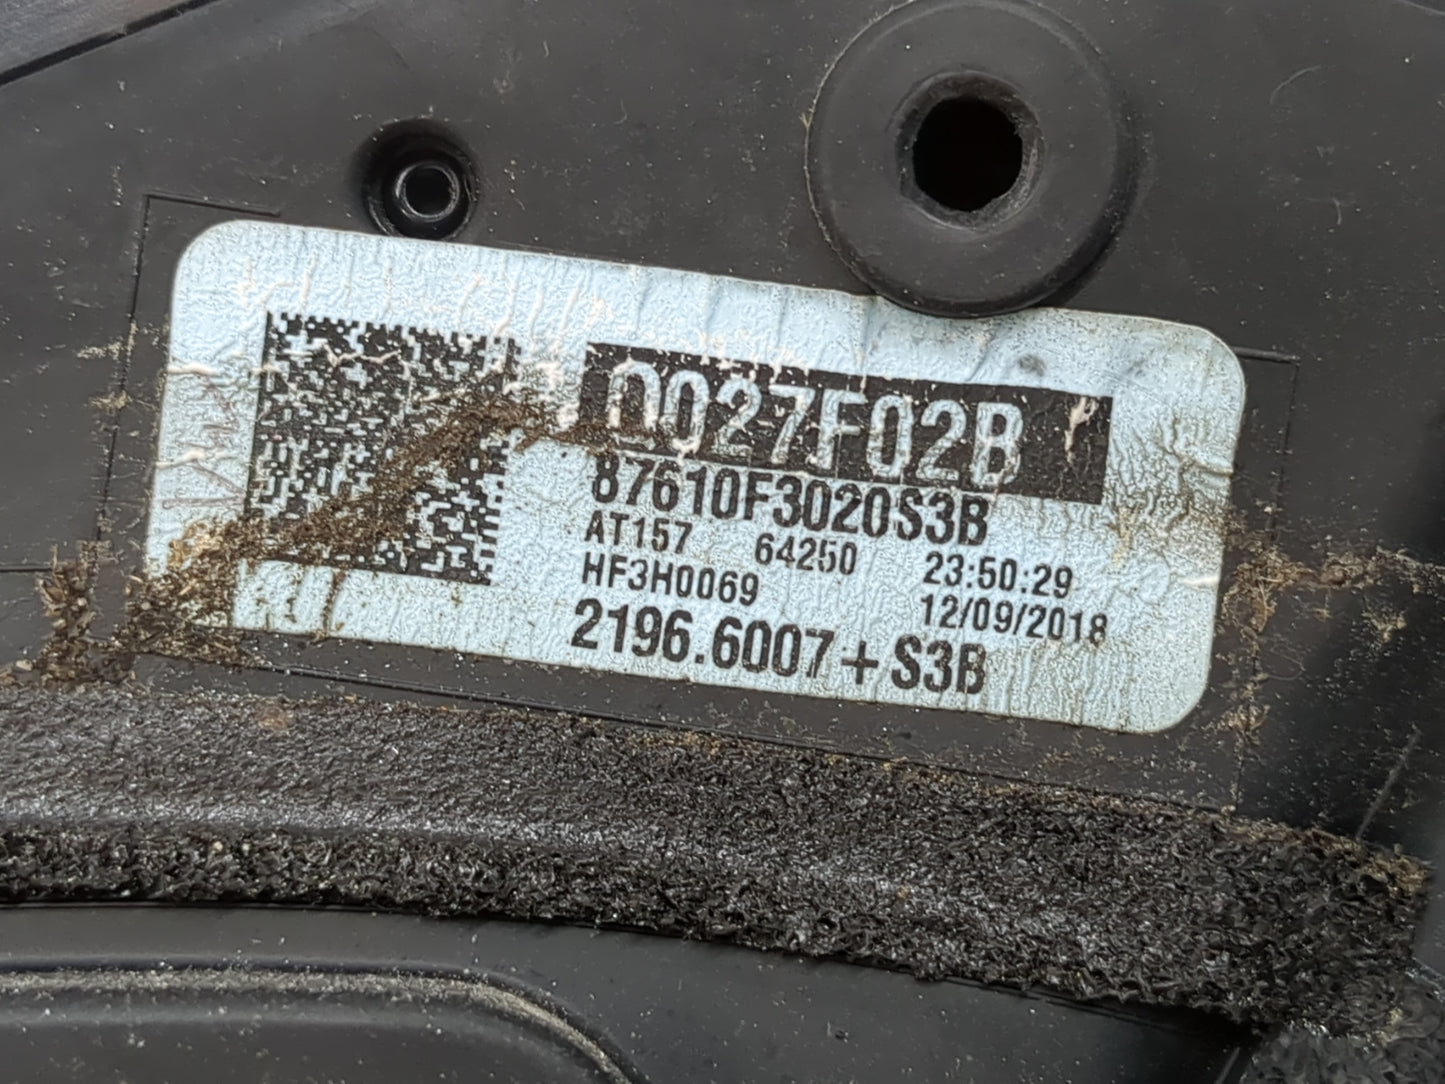 0027F02B
87610F3020S3B
AT157 64250 23:50:29
HF3H0069 12/09/2018
2196.6007+S3B